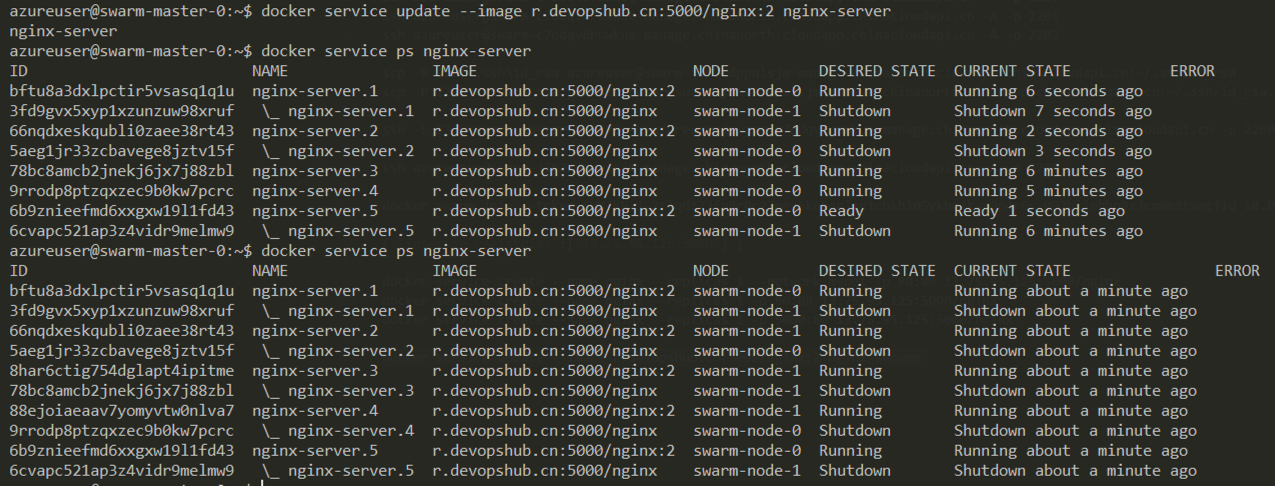 azureuser@swarm-master-0:~$ docker service update --image r.devopshub.cn:5000/nginx:2 nginx-server
nginx-server
azureuser@swarm-master-0:~$ docker service ps nginx-server
ID NAME IMAGE NODE DESIRED STATE CURRENT STATE ERROR
bftu8a3dxlpctir5vsasq1q1u nginx-server.1 r.devopshub.cn:5000/nginx:2 swarm-node-0 Running Running 6 seconds ago
3fd9gvx5xyp1xzunzuw98xruf \_ nginx-server.1 r.devopshub.cn:5000/nginx swarm-node-1 Shutdown Shutdown 7 seconds ago
66nqdxeskqubli0zaee38rt43 nginx-server.2 r.devopshub.cn:5000/nginx:2 swarm-node-1 Running Running 2 seconds ago
5aeg1jr33zcbavege8jztv15f \_ nginx-server.2 r.devopshub.cn:5000/nginx swarm-node-0 Shutdown Shutdown 3 seconds ago
78bc8amcb2jnekj6jx7j88zbl nginx-server.3 r.devopshub.cn:5000/nginx swarm-node-1 Running Running 6 minutes ago
9rrodp8ptzqxzec9b0kw7pcrc nginx-server.4 r.devopshub.cn:5000/nginx swarm-node-0 Running Running 5 minutes ago
6b9znieefmd6xxgxw19l1fd43 nginx-server.5 r.devopshub.cn:5000/nginx:2 swarm-node-0 Ready Ready 1 seconds ago
6cvapc521ap3z4vidr9melmw9 \_ nginx-server.5 r.devopshub.cn:5000/nginx swarm-node-1 Shutdown Running 6 minutes ago
azureuser@swarm-master-0:~$ docker service ps nginx-server
ID NAME IMAGE NODE DESIRED STATE CURRENT STATE ERROR
bftu8a3dxlpctir5vsasq1q1u nginx-server.1 r.devopshub.cn:5000/nginx:2 swarm-node-0 Running Running about a minute ago
3fd9gvx5xyp1xzunzuw98xruf \_ nginx-server.1 r.devopshub.cn:5000/nginx swarm-node-1 Shutdown Shutdown about a minute ago
66nqdxeskqubli0zaee38rt43 nginx-server.2 r.devopshub.cn:5000/nginx:2 swarm-node-1 Running Running about a minute ago
5aeg1jr33zcbavege8jztv15f \_ nginx-server.2 r.devopshub.cn:5000/nginx swarm-node-0 Shutdown Shutdown about a minute ago
8har6ctig754dglapt4ipitme nginx-server.3 r.devopshub.cn:5000/nginx:2 swarm-node-1 Running Running about a minute ago
78bc8amcb2jnekj6jx7j88zbl \_ nginx-server.3 r.devopshub.cn:5000/nginx swarm-node-1 Shutdown Shutdown about a minute ago
88ejoiaeaav7yomyvtw0nlva7 nginx-server.4 r.devopshub.cn:5000/nginx:2 swarm-node-1 Running Running about a minute ago
9rrodp8ptzqxzec9b0kw7pcrc \_ nginx-server.4 r.devopshub.cn:5000/nginx swarm-node-0 Shutdown Shutdown about a minute ago
6b9znieefmd6xxgxw19l1fd43 nginx-server.5 r.devopshub.cn:5000/nginx:2 swarm-node-0 Running Running about a minute ago
6cvapc521ap3z4vidr9melmw9 \_ nginx-server.5 r.devopshub.cn:5000/nginx swarm-node-1 Shutdown Shutdown about a minute ago